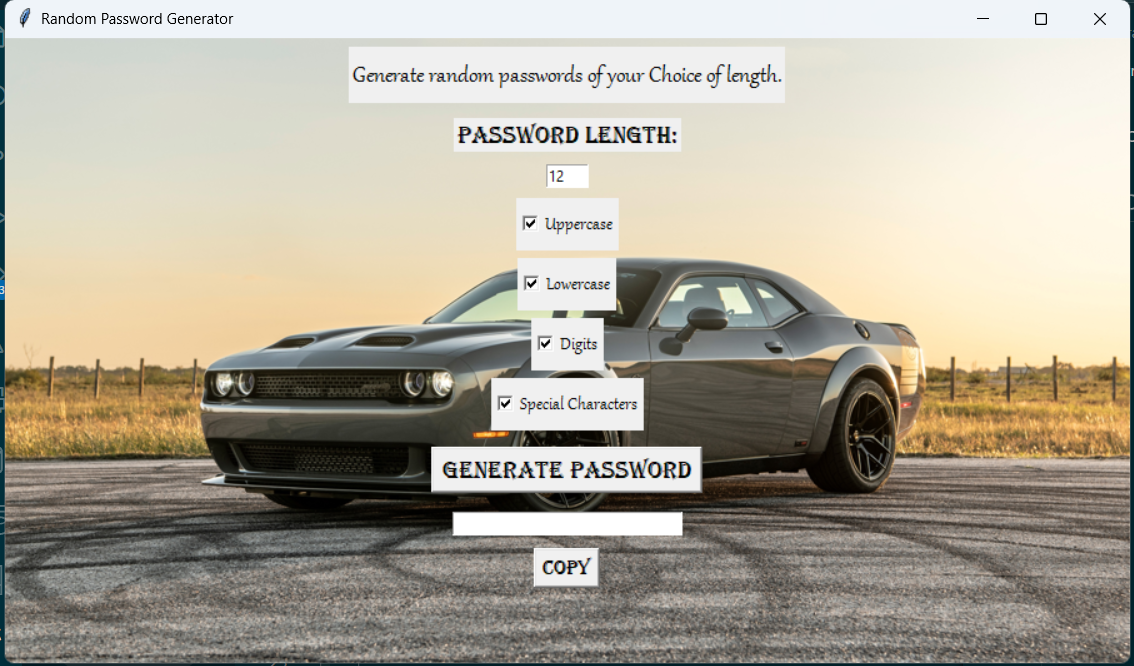 Random Password Generator
Generate random passwords of your Choice of length.
PASSWORD LENGTH:
12
Uppercase
Lowercase
Digits
Special Characters
GENERATE PASSWORD
COPY